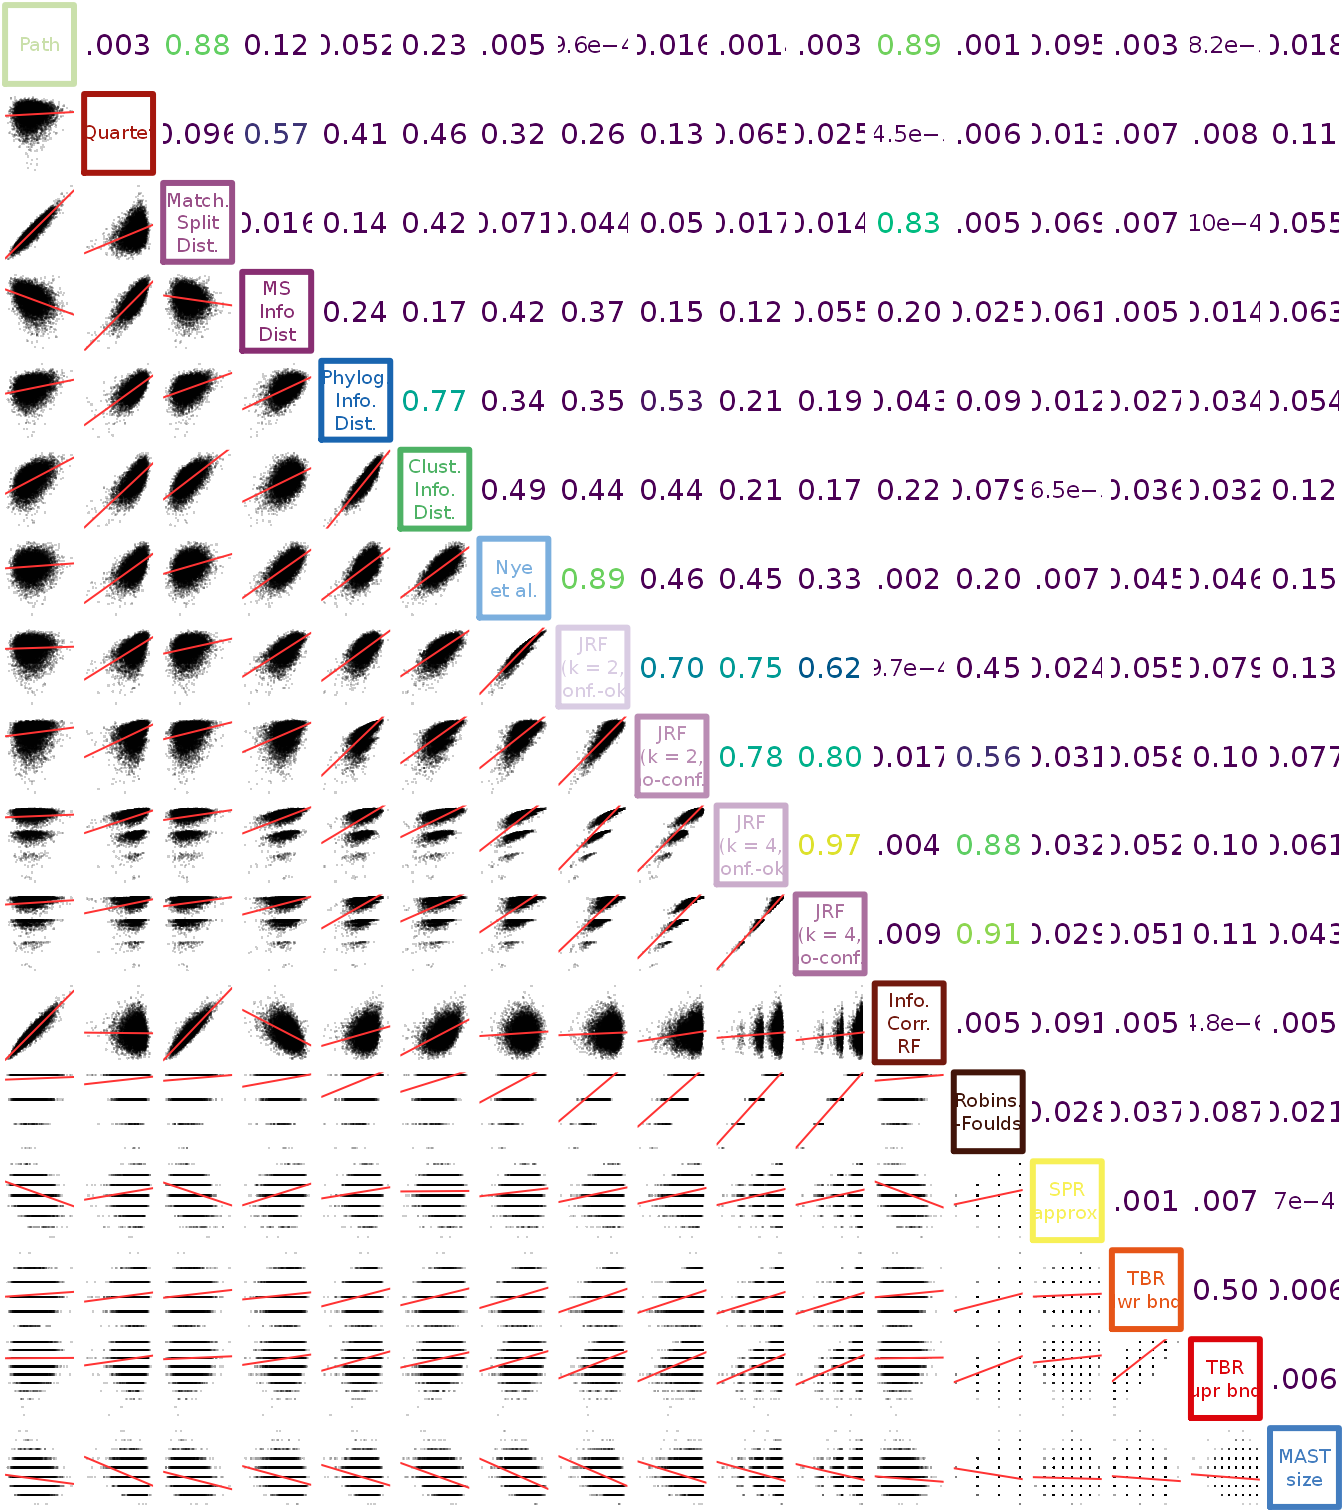 Path .003 0.88 0.12 0.052 0.23 .005 9.6e−4 0.016 .001 .003 0.89 .001 0.095 .003 8.2e− 0.018
Quarte 0.096 0.57 0.41 0.46 0.32 0.26 0.13 0.065 0.025 4.5e− .006 0.013 .007 .008 0.11
Match.
Split
Dist.
0.016 0.14 0.42 0.071 0.044 0.05 0.017 0.014 0.83 .005 0.069 .007 10e−4 0.055
MS
Info
Dist
0.24 0.17 0.42 0.37 0.15 0.12 0.055 0.20 0.025 0.061 .005 0.014 0.063
Phylog.
Info.
Dist.
0.77 0.34 0.35 0.53 0.21 0.19 0.043 0.09 0.012 0.027 0.034 0.054
Clust.
Info.
Dist.
0.49 0.44 0.44 0.21 0.17 0.22 0.079 6.5e− 0.036 0.032 0.12
Nye
et al.
0.89 0.46 0.45 0.33 .002 0.20 .007 0.045 0.046 0.15
JRF
(k = 2,
onf.-ok
0.70 0.75 0.62 9.7e−4 0.45 0.024 0.055 0.079 0.13
JRF
(k = 2,
o-conf.
0.78 0.80 0.017 0.56 0.031 0.058 0.10 0.077
JRF
(k = 4,
onf.-ok
0.97 .004 0.88 0.032 0.052 0.10 0.061
JRF
(k = 4,
o-conf.
.009 0.91 0.029 0.051 0.11 0.043
Info.
Corr.
RF
.005 0.091 .005 4.8e−6 .005
Robins.
-Foulds
0.028 0.037 0.087 0.021
SPR
approx.
.001 .007 7e−4
TBR
wr bnd
0.50 0.006
TBR
upr bnd
.006
MAST
size